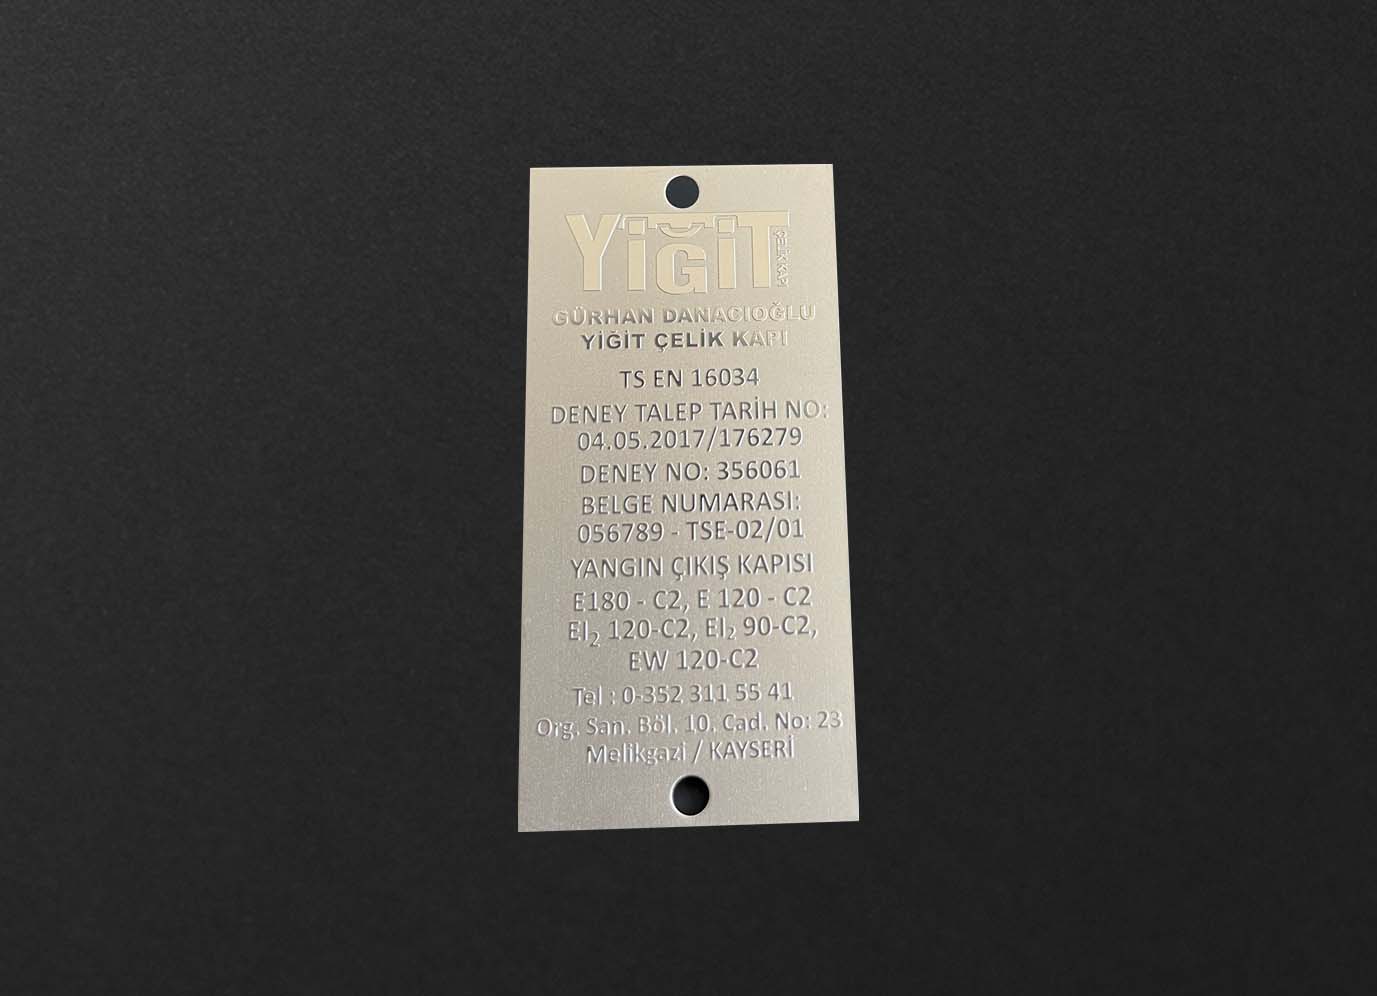 YiĞiT
ÇELİK KAPI
GÜRHAN DANACIOĞLU
YİĞİT ÇELİK KAPI
TS EN 16034
DENEY TALEP TARİH NO:
04.05.2017/176279
DENEY NO: 356061
BELGE NUMARASI:
056789 - TSE-02/01
YANGIN ÇIKIŞ KAPISI
E180 - C2, E 120 - C2
EI₂ 120-C2, EI₂ 90-C2,
EW 120-C2
Tel : 0-352 311 55 41
Org. San. Böl. 10. Cad. No: 23
Melikgazi / KAYSERİ